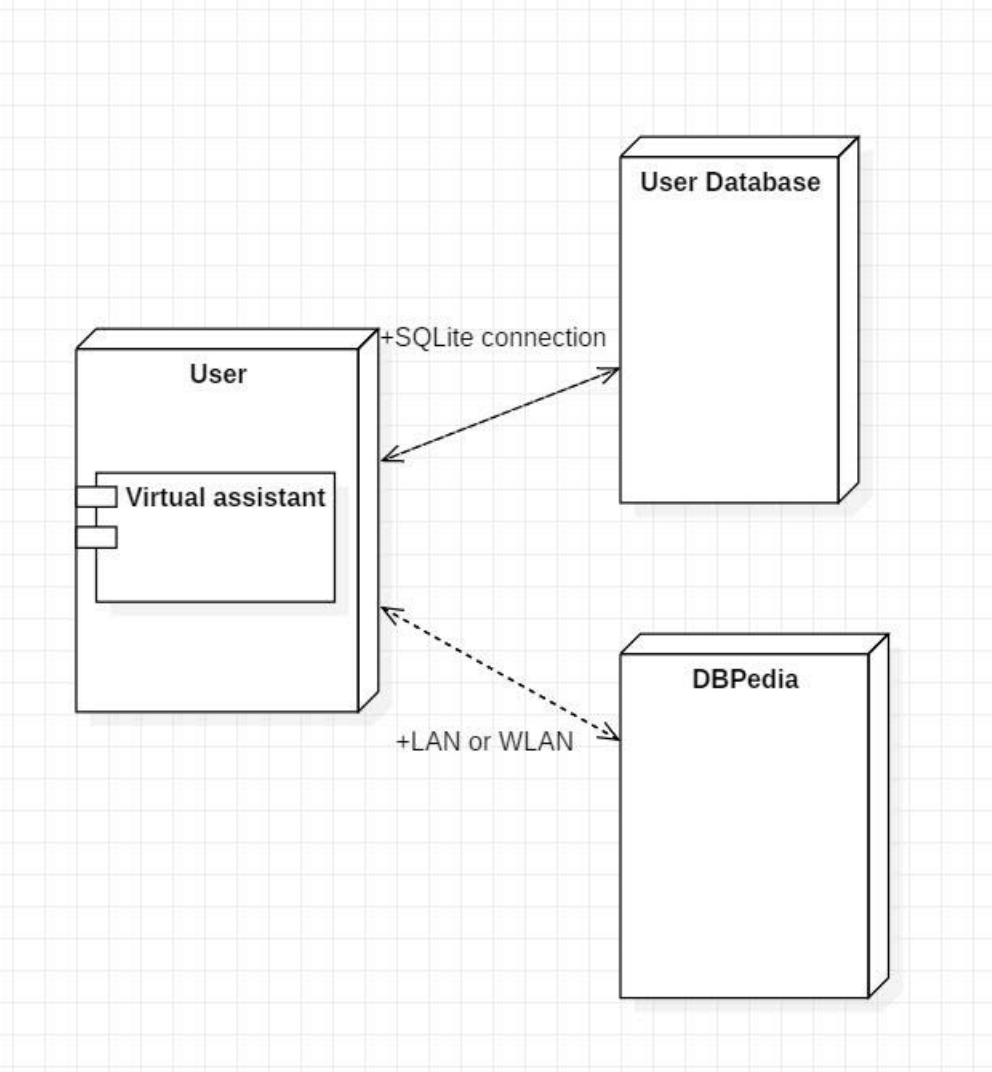 User Database
+SQLite connection
User
Virtual assistant
DBPedia
+LAN or WLAN